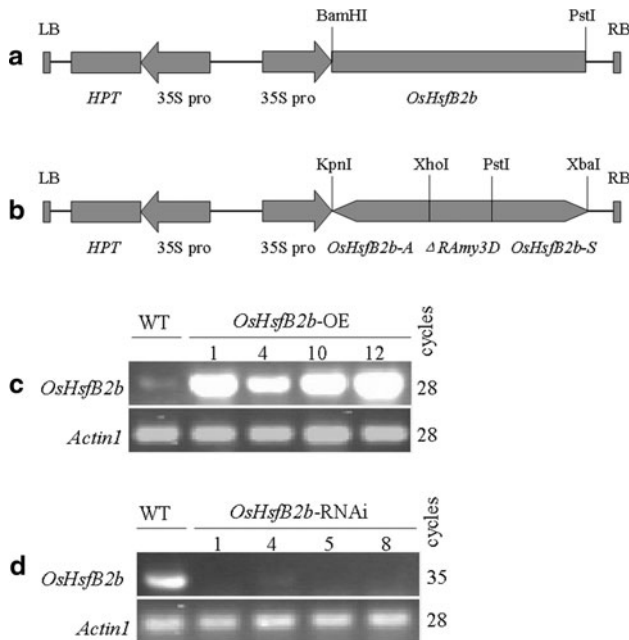 BamHI PstI
LB RB
a
HPT 35S pro 35S pro OsHsfB2b
KpnI XhoI PstI XbaI
LB RB
b
HPT 35S pro 35S pro OsHsfB2b-A ΔRAmy3D OsHsfB2b-S
WT OsHsfB2b-OE cycles
1 4 10 12
c OsHsfB2b 28
Actin1 28
WT OsHsfB2b-RNAi cycles
1 4 5 8
d OsHsfB2b 35
Actin1 28